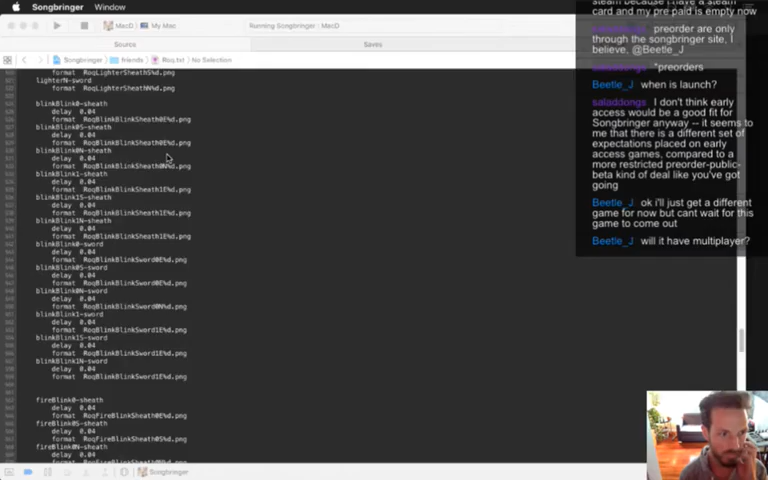 Songbringer Window
MacD My Mac
Running Songbringer | MacD
Source
Saves
Songbringer friends Roq.txt No Selection
format RoqLighterSheathS%d.png
lighterN-sword
format RoqLighterSheathN%d.png
blinkBlink0-sheath
delay 0.04
format RoqBlinkBlinkSheath0E%d.png
blinkBlink0S-sheath
delay 0.04
format RoqBlinkBlinkSheath0E%d.png
blinkBlink0N-sheath
delay 0.04
format RoqBlinkBlinkSheath0N%d.png
blinkBlink1-sheath
delay 0.04
format RoqBlinkBlinkSheath1E%d.png
blinkBlink1S-sheath
delay 0.04
format RoqBlinkBlinkSheath1E%d.png
blinkBlink1N-sheath
delay 0.04
format RoqBlinkBlinkSheath1E%d.png
blinkBlink0-sword
delay 0.04
format RoqBlinkBlinkSword0E%d.png
blinkBlink0S-sword
delay 0.04
format RoqBlinkBlinkSword0E%d.png
blinkBlink0N-sword
delay 0.04
format RoqBlinkBlinkSword0N%d.png
blinkBlink1-sword
delay 0.04
format RoqBlinkBlinkSword1E%d.png
blinkBlink1S-sword
delay 0.04
format RoqBlinkBlinkSword1E%d.png
blinkBlink1N-sword
delay 0.04
format RoqBlinkBlinkSword1E%d.png
fireBlink0-sheath
delay 0.04
format RoqFireBlinkSheath0E%d.png
fireBlink0S-sheath
delay 0.04
format RoqFireBlinkSheath0S%d.png
fireBlink0N-sheath
delay 0.04
Songbringer
card and my pre paid is empty now
saladdongs preorder are only
through the songbringer site, I
believe. @Beetle_J
saladdongs *preorders
Beetle_J when is launch?
saladdongs I don't think early
access would be a good fit for
Songbringer anyway -- it seems to
me that there is a different set of
expectations placed on early
access games, compared to a
more restricted preorder-public-
beta kind of deal like you've got
going
Beetle_J ok i'll just get a different
game for now but cant wait for this
game to come out
Beetle_J will it have multiplayer?